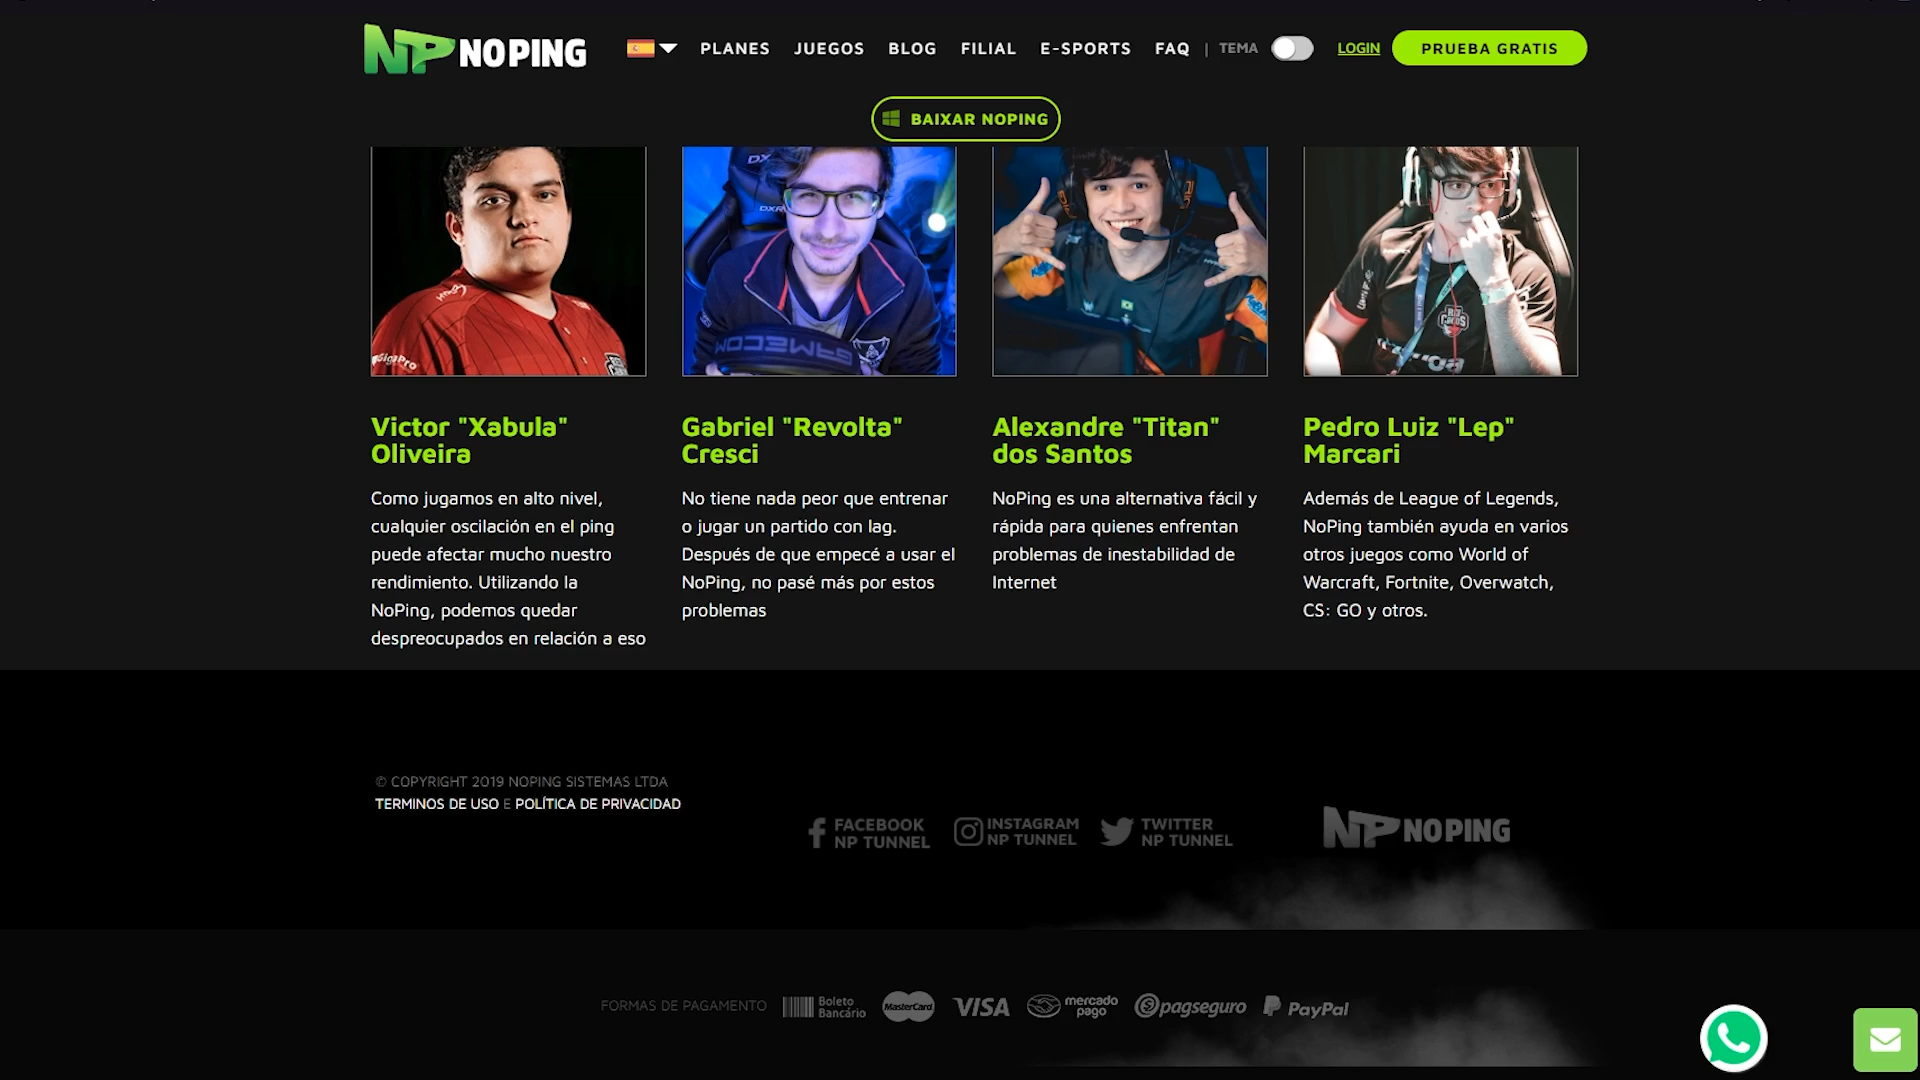 NP NOPING
PLANES JUEGOS BLOG FILIAL E-SPORTS FAQ | TEMA LOGIN PRUEBA GRATIS
BAIXAR NOPING
Victor "Xabula"
Oliveira
Como jugamos en alto nivel,
cualquier oscilación en el ping
puede afectar mucho nuestro
rendimiento. Utilizando la
NoPing, podemos quedar
despreocupados en relación a eso
Gabriel "Revolta"
Cresci
No tiene nada peor que entrenar
o jugar un partido con lag.
Después de que empecé a usar el
NoPing, no pasé más por estos
problemas
Alexandre "Titan"
dos Santos
NoPing es una alternativa fácil y
rápida para quienes enfrentan
problemas de inestabilidad de
Internet
Pedro Luiz "Lep"
Marcari
Además de League of Legends,
NoPing también ayuda en varios
otros juegos como World of
Warcraft, Fortnite, Overwatch,
CS: GO y otros.
© COPYRIGHT 2019 NOPING SISTEMAS LTDA
TERMINOS DE USO E POLÍTICA DE PRIVACIDAD
FACEBOOK
NP TUNNEL
INSTAGRAM
NP TUNNEL
TWITTER
NP TUNNEL
NP NOPING
FORMAS DE PAGAMENTO
Boleto
Bancário
MasterCard
VISA
mercado
pago
pagseguro
PayPal